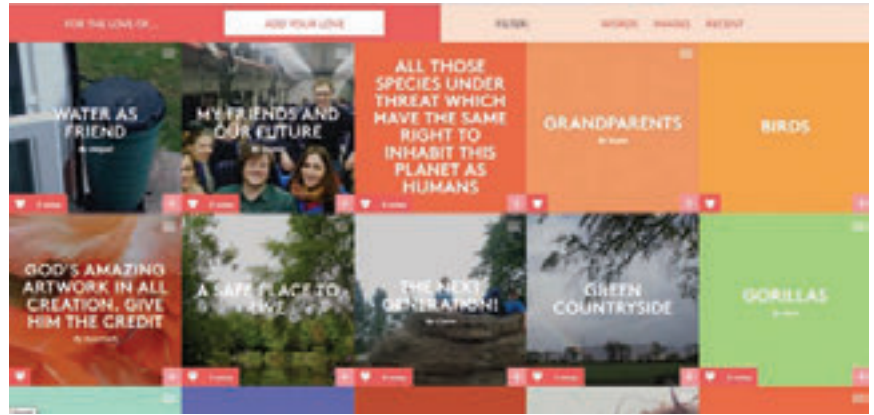 FOR THE LOVE OF...
ADD YOUR LOVE
FILTER:
WORDS IMAGES RECENT
WATER AS
FRIEND
MY FRIENDS AND
OUR FUTURE
ALL THOSE
SPECIES UNDER
THREAT WHICH
HAVE THE SAME
RIGHT TO
INHABIT THIS
PLANET AS
HUMANS
GRANDPARENTS
BIRDS
GOD'S AMAZING
ARTWORK IN ALL
CREATION. GIVE
HIM THE CREDIT
A SAFE PLACE TO
LIVE
THE NEXT
GENERATION!
GREEN
COUNTRYSIDE
GORILLAS